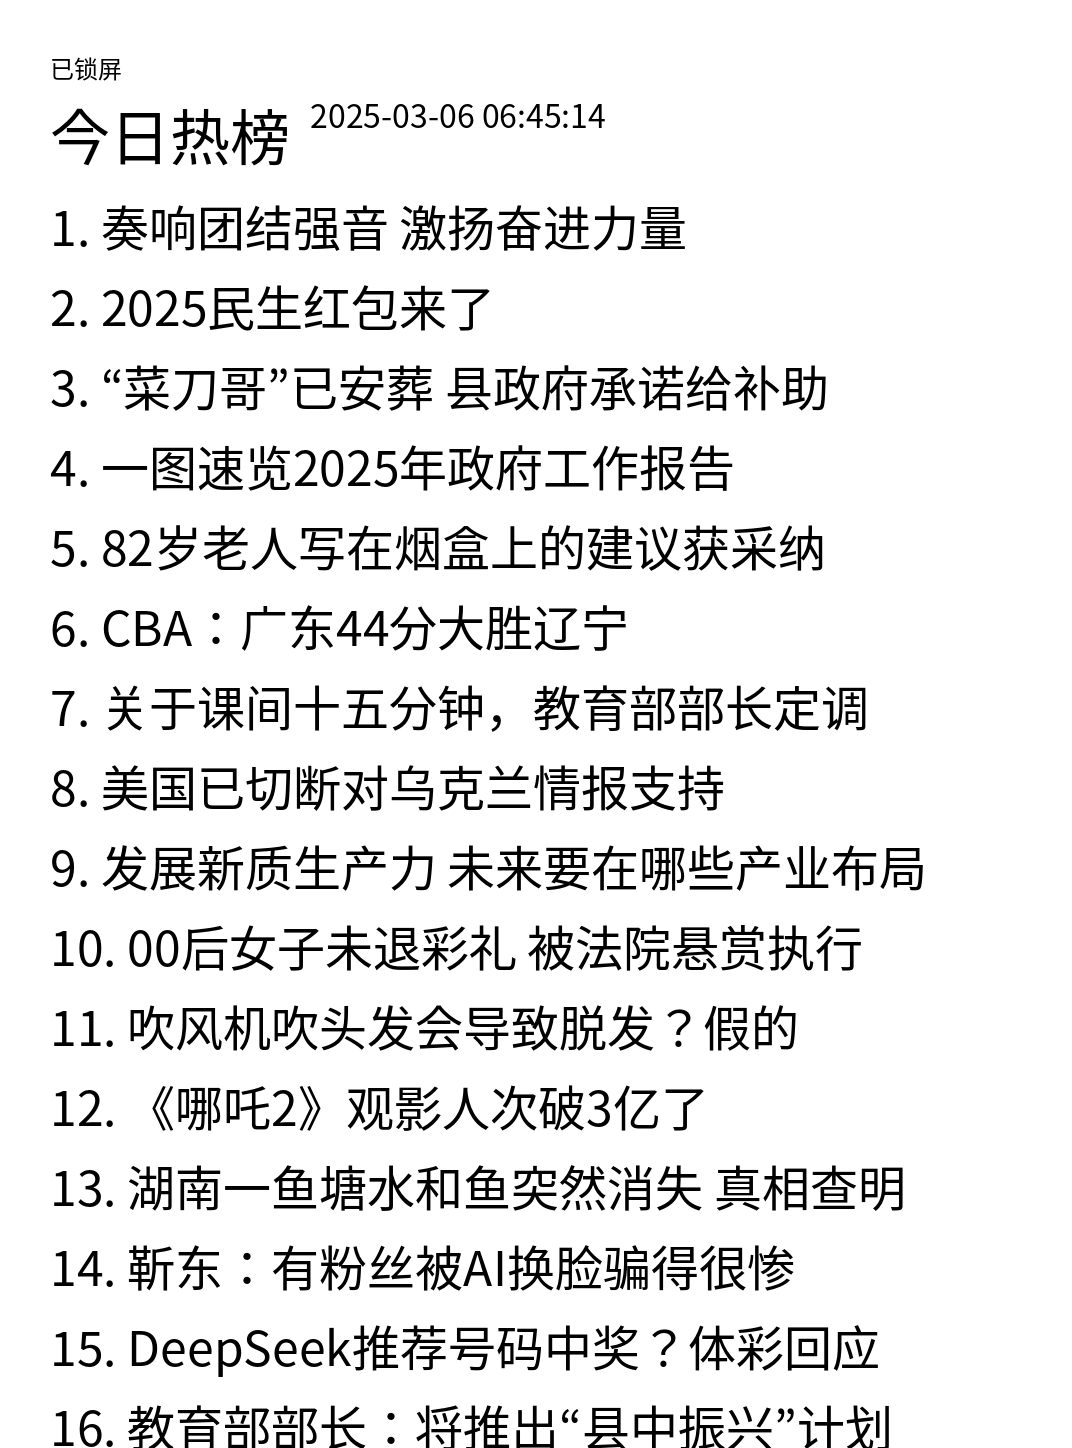 已锁屏
今日热榜 2025-03-06 06:45:14
1. 奏响团结强音 激扬奋进力量
2. 2025民生红包来了
3. “菜刀哥”已安葬 县政府承诺给补助
4. 一图速览2025年政府工作报告
5. 82岁老人写在烟盒上的建议获采纳
6. CBA：广东44分大胜辽宁
7. 关于课间十五分钟，教育部部长定调
8. 美国已切断对乌克兰情报支持
9. 发展新质生产力 未来要在哪些产业布局
10. 00后女子未退彩礼 被法院悬赏执行
11. 吹风机吹头发会导致脱发？假的
12. 《哪吒2》观影人次破3亿了
13. 湖南一鱼塘水和鱼突然消失 真相查明
14. 靳东：有粉丝被AI换脸骗得很惨
15. DeepSeek推荐号码中奖？体彩回应
16. 教育部部长：将推出“县中振兴”计划